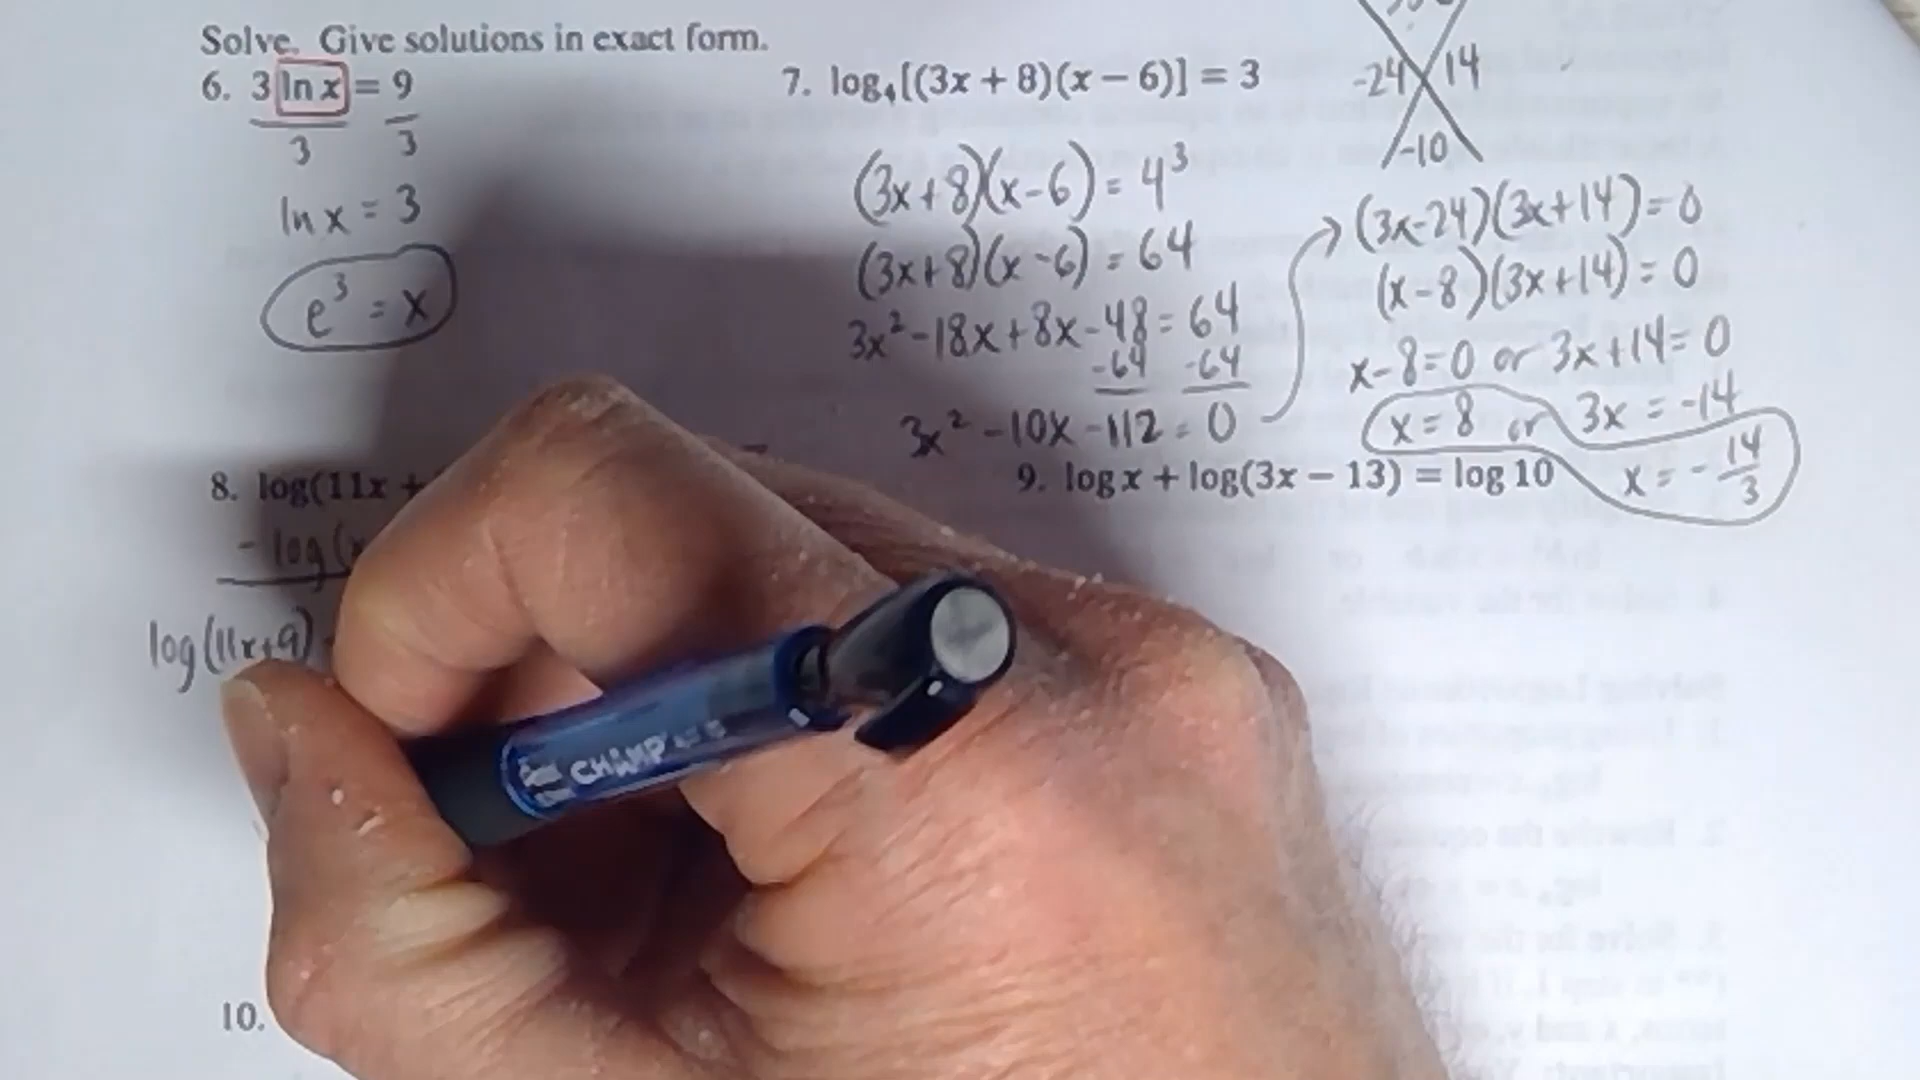 Solve. Give solutions in exact form.
6. 3 ln x = 9
3 3
ln x = 3
e³ = x
7. log₄[(3x + 8)(x − 6)] = 3
(3x+8)(x-6) = 4³
(3x+8)(x-6) = 64
3x²-18x+8x-48 = 64
-64 -64
3x² -10x -112 = 0
-24 14
-10
(3x-24)(3x+14)=0
(x-8)(3x+14)=0
x-8=0 or 3x+14=0
x=8 or 3x = -14
x = - 14/3
8. log(11x +
- log(x
log(11x+9)
9. log x + log(3x − 13) = log 10
10.
CHAMP